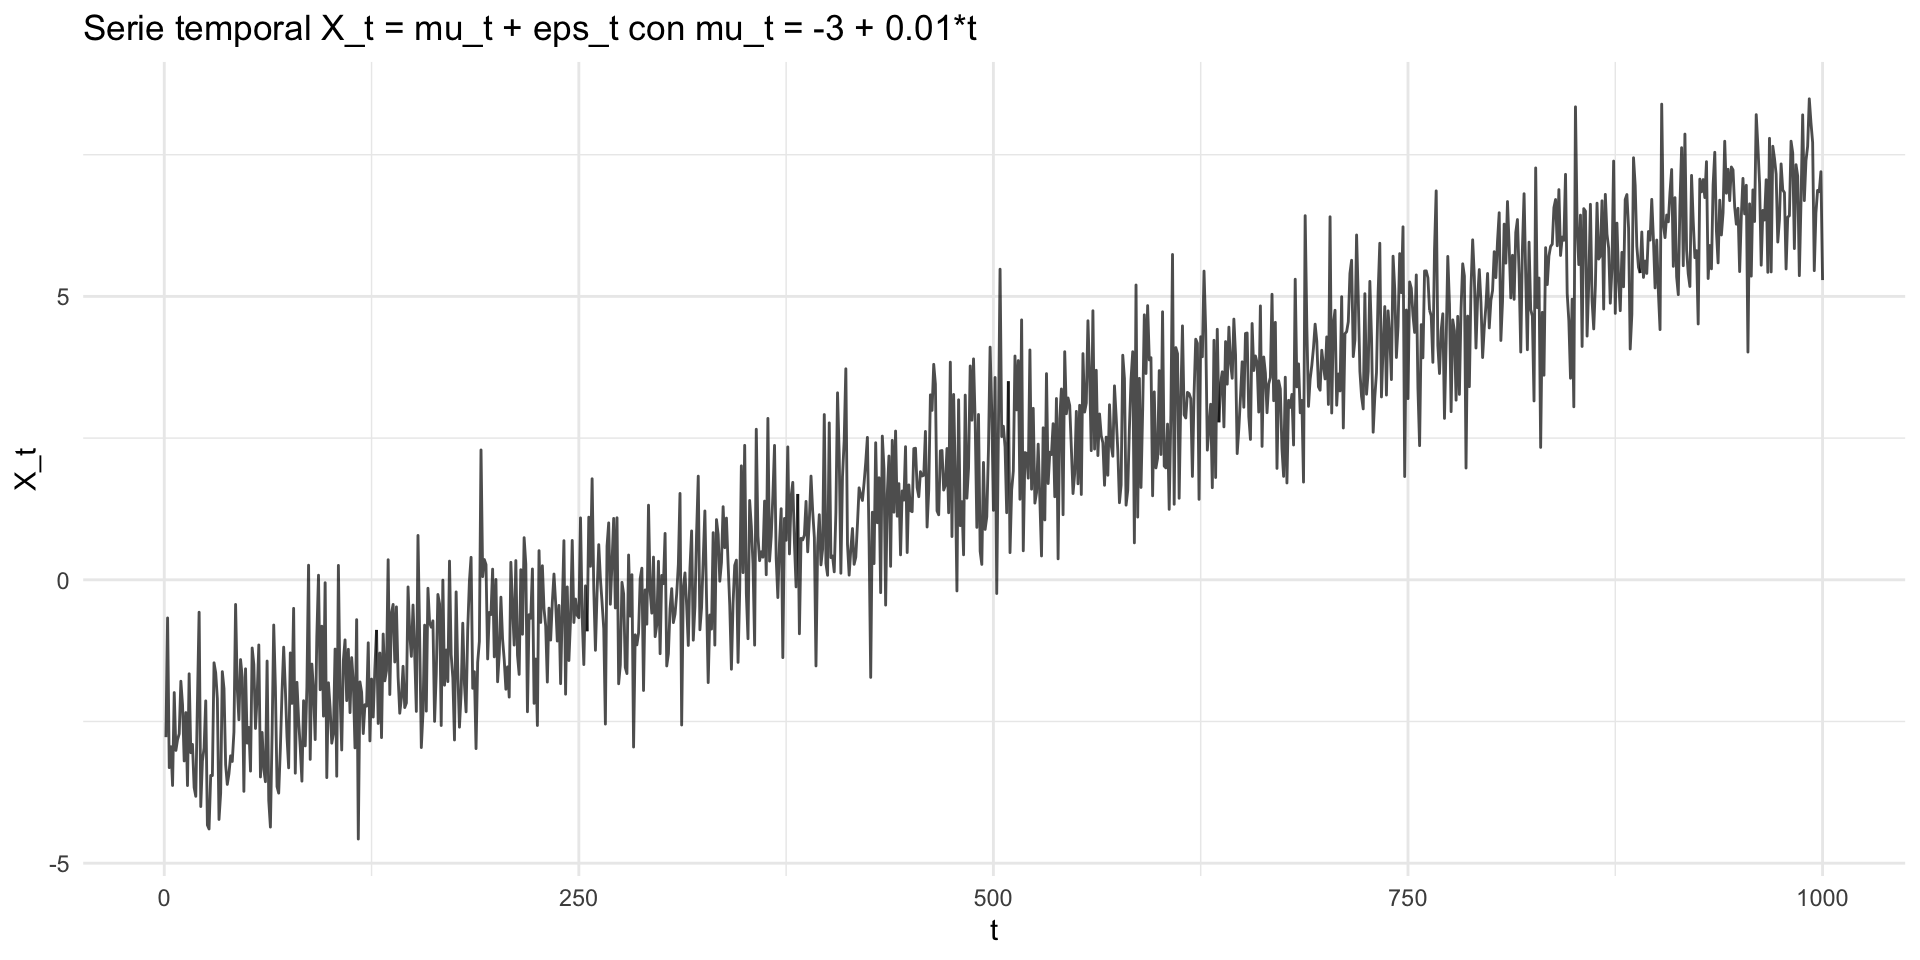 Serie temporal X_t = mu_t + eps_t con mu_t = -3 + 0.01*t
X_t
5
0
-5
0 250 500 750 1000
t